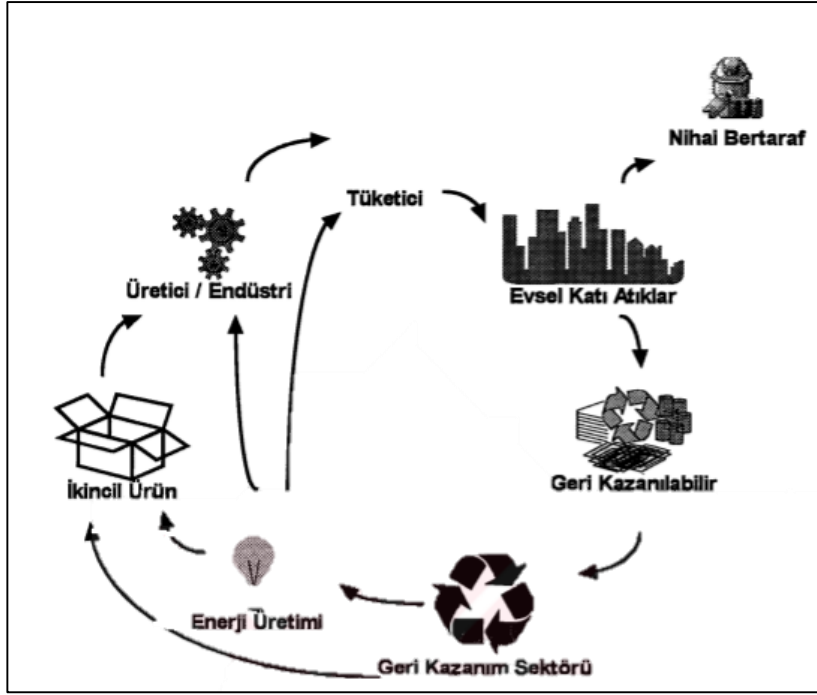 Nihai Bertaraf
Tüketici
Üretici / Endüstri
Evsel Katı Atıklar
İkincil Ürün
Geri Kazanılabilir
Enerji Üretimi
Geri Kazanım Sektörü